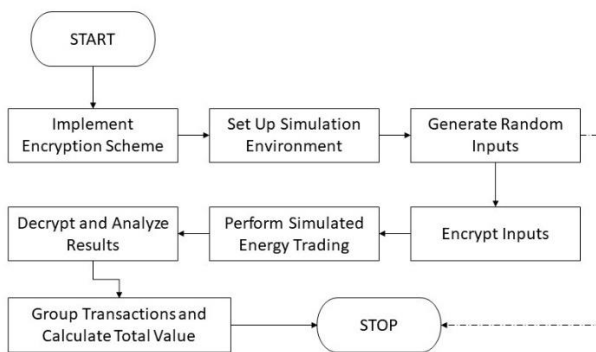 START
Implement
Encryption Scheme
Set Up Simulation
Environment
Generate Random
Inputs
Encrypt Inputs
Perform Simulated
Energy Trading
Decrypt and Analyze
Results
Group Transactions and
Calculate Total Value
STOP